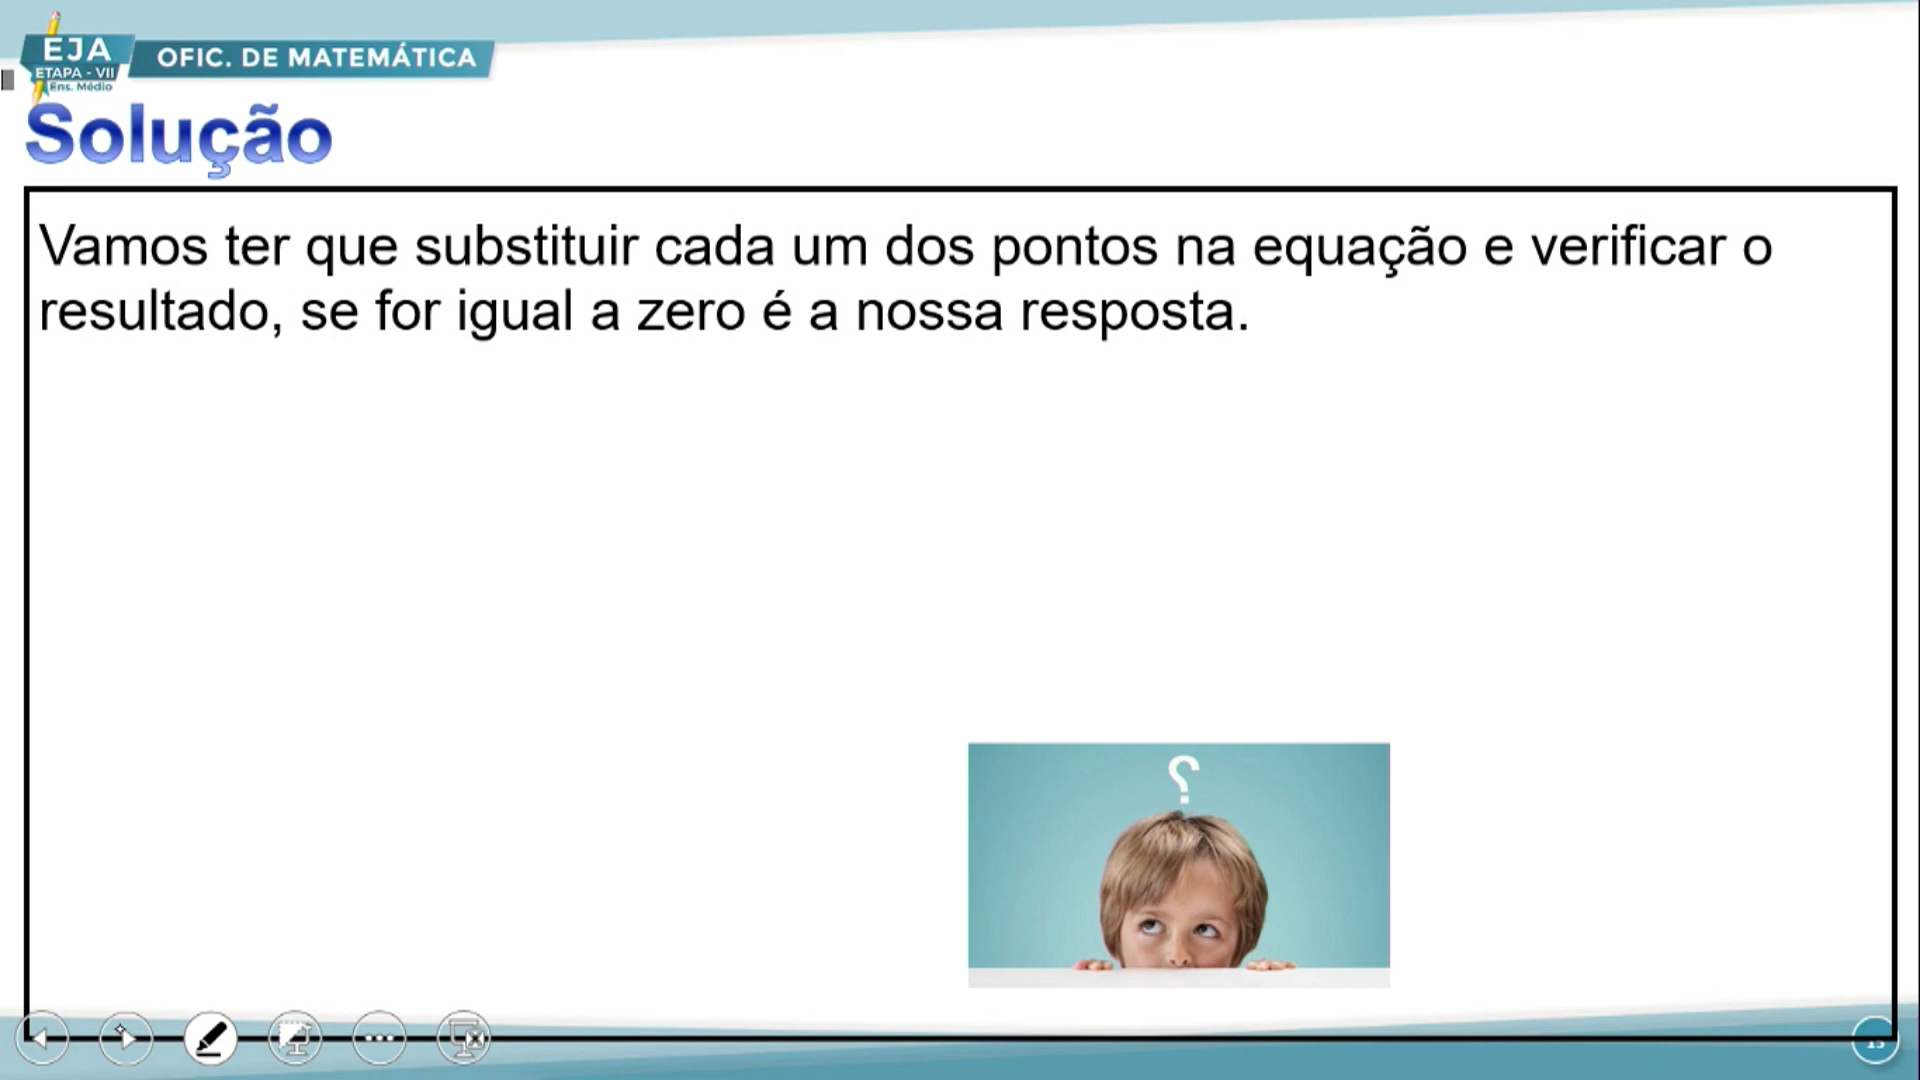 EJA
ETAPA - VII
Ens. Médio
OFIC. DE MATEMÁTICA
Solução
Vamos ter que substituir cada um dos pontos na equação e verificar o
resultado, se for igual a zero é a nossa resposta.
?